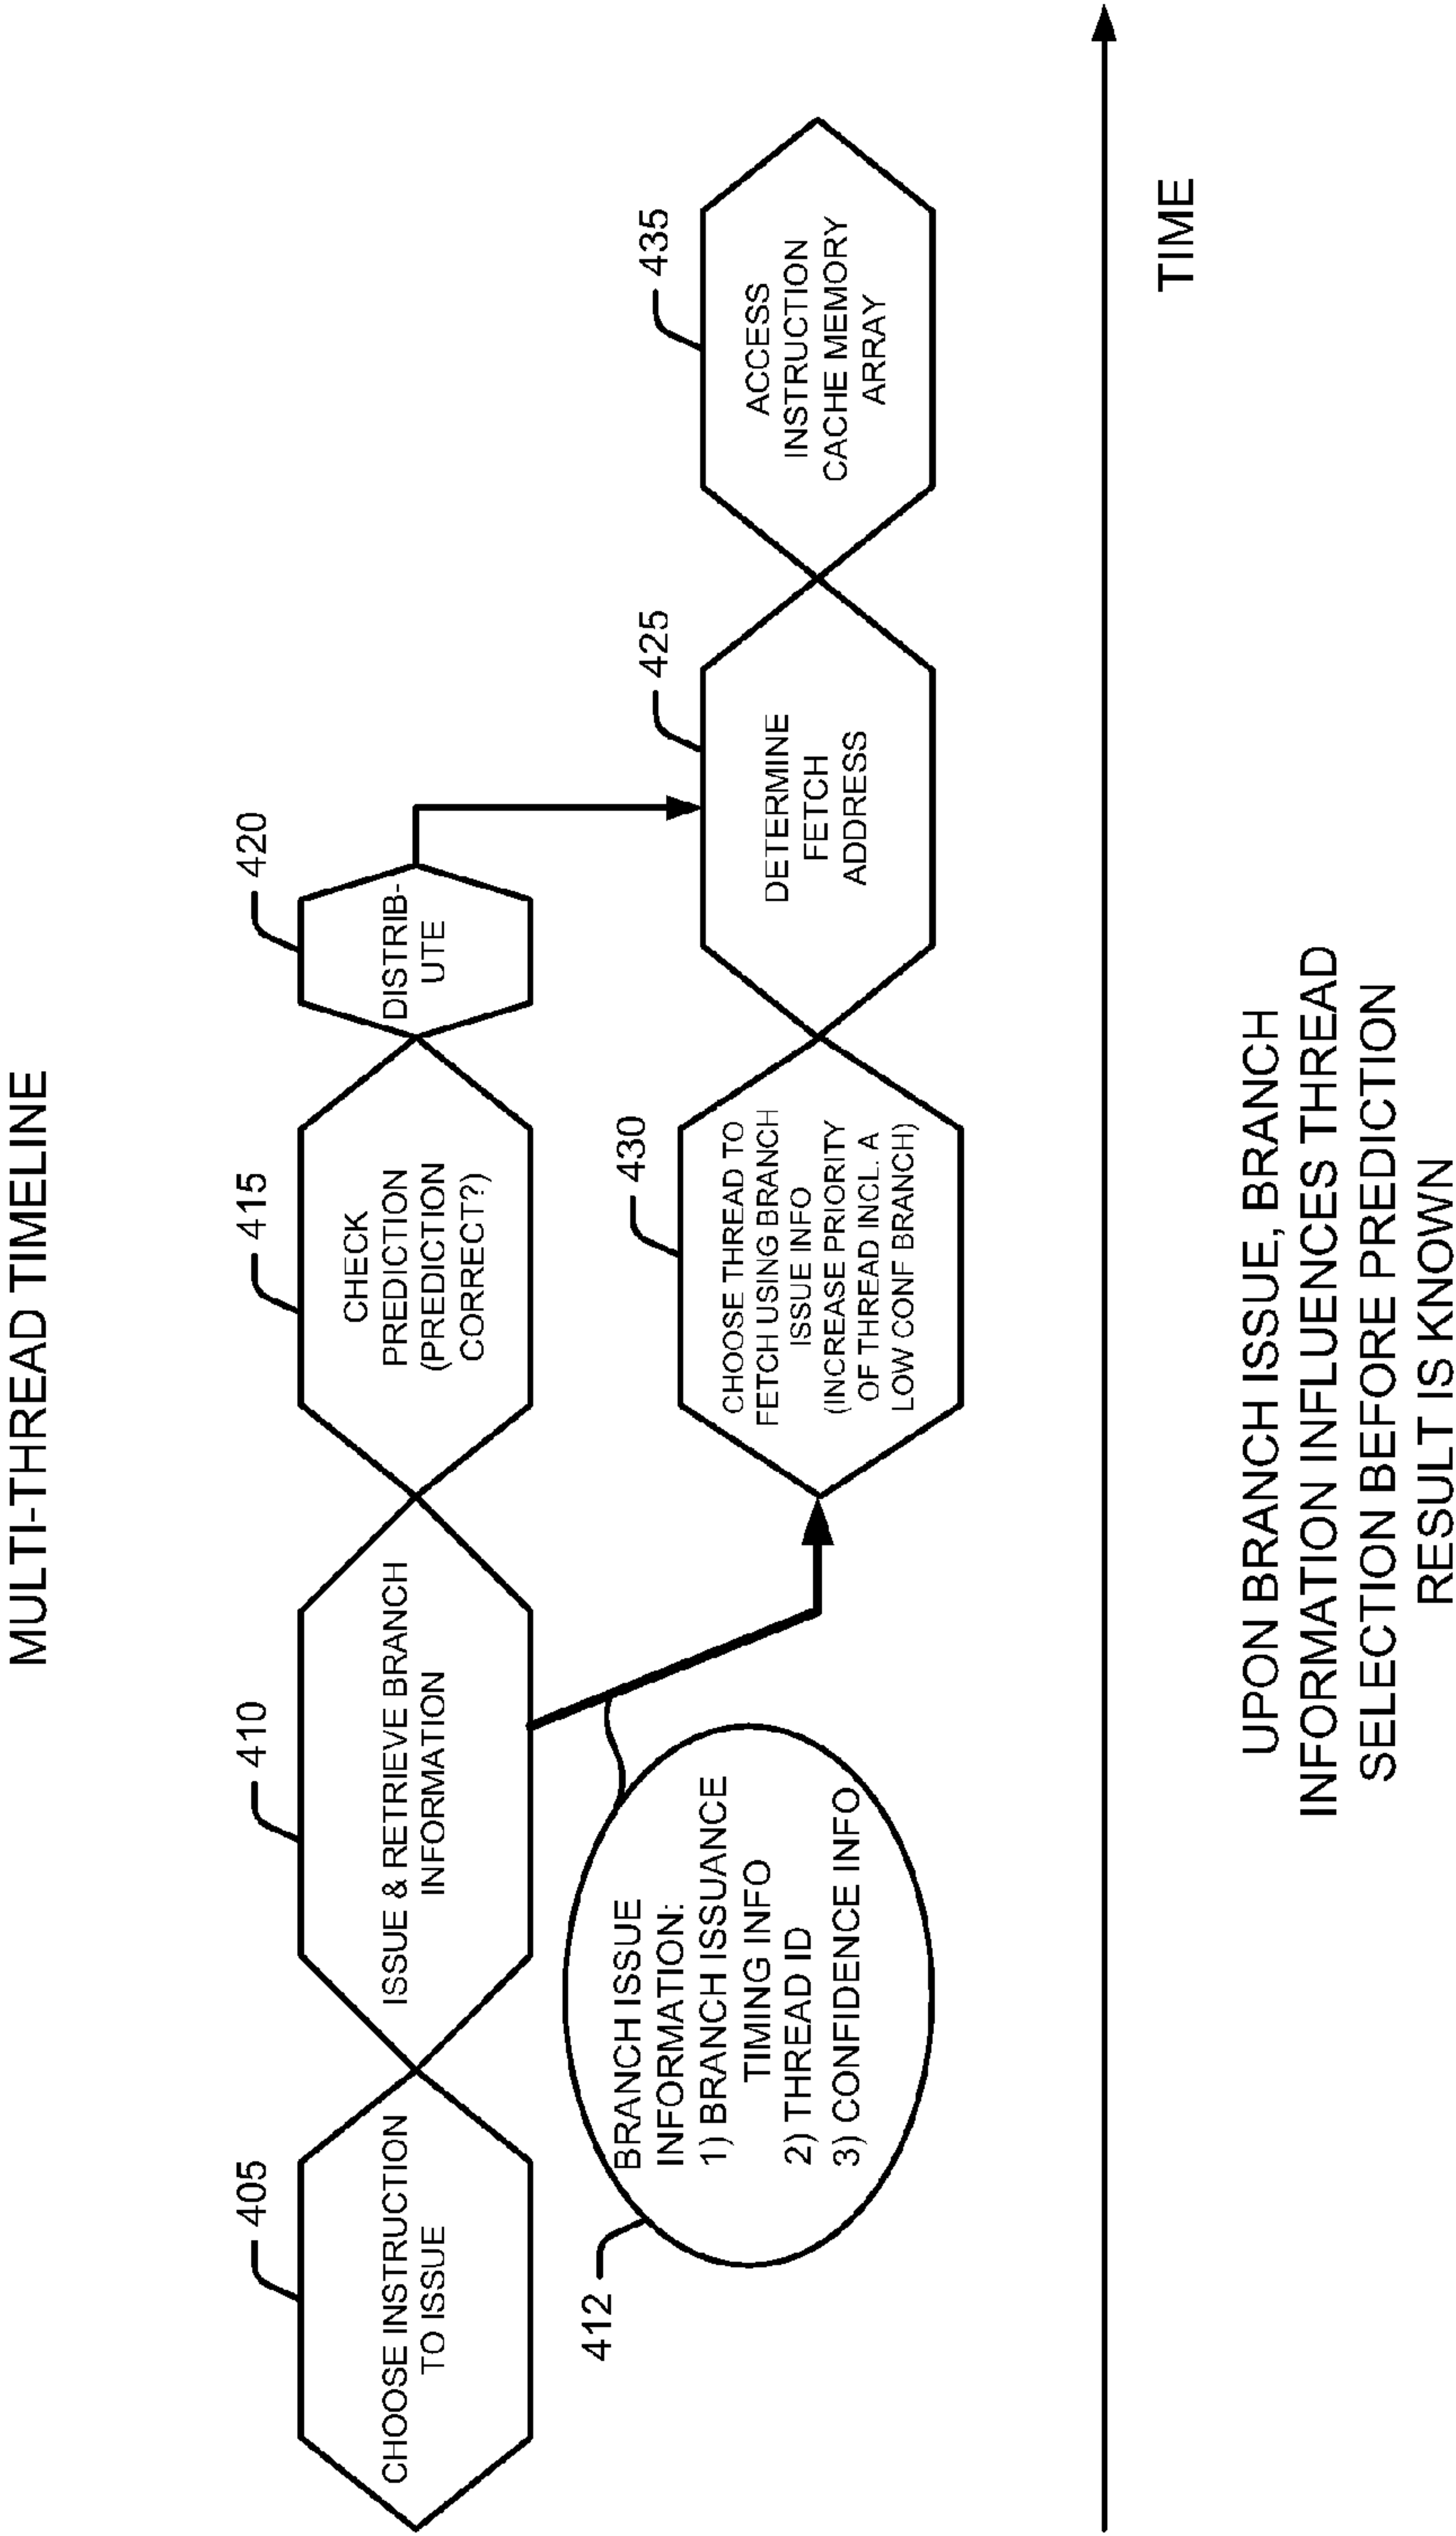 MULTI-THREAD TIMELINE
405
CHOOSE INSTRUCTION
TO ISSUE
410
ISSUE & RETRIEVE BRANCH
INFORMATION
415
CHECK
PREDICTION
(PREDICTION
CORRECT?)
420
DISTRIB-
UTE
412
BRANCH ISSUE
INFORMATION:
1) BRANCH ISSUANCE
TIMING INFO
2) THREAD ID
3) CONFIDENCE INFO
430
CHOOSE THREAD TO
FETCH USING BRANCH
ISSUE INFO
(INCREASE PRIORITY
OF THREAD INCL. A
LOW CONF BRANCH)
425
DETERMINE
FETCH
ADDRESS
435
ACCESS
INSTRUCTION
CACHE MEMORY
ARRAY
TIME
UPON BRANCH ISSUE, BRANCH
INFORMATION INFLUENCES THREAD
SELECTION BEFORE PREDICTION
RESULT IS KNOWN